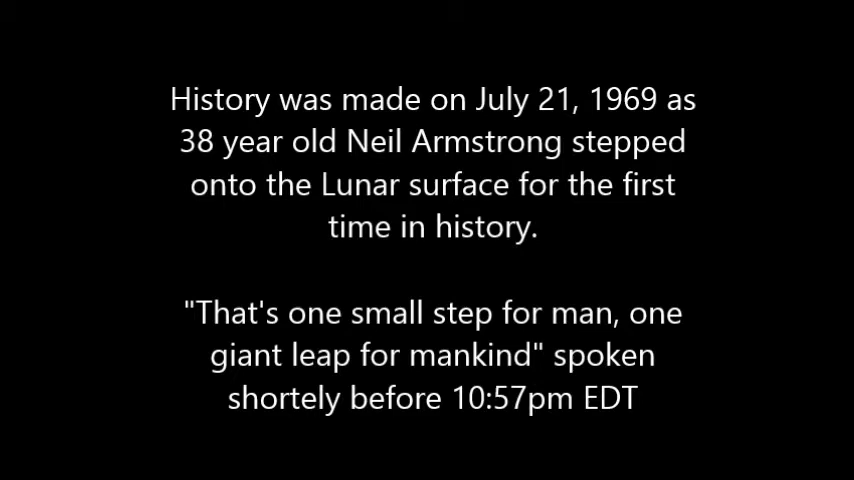 History was made on July 21, 1969 as
38 year old Neil Armstrong stepped
onto the Lunar surface for the first
time in history.
"That's one small step for man, one
giant leap for mankind" spoken
shortely before 10:57pm EDT